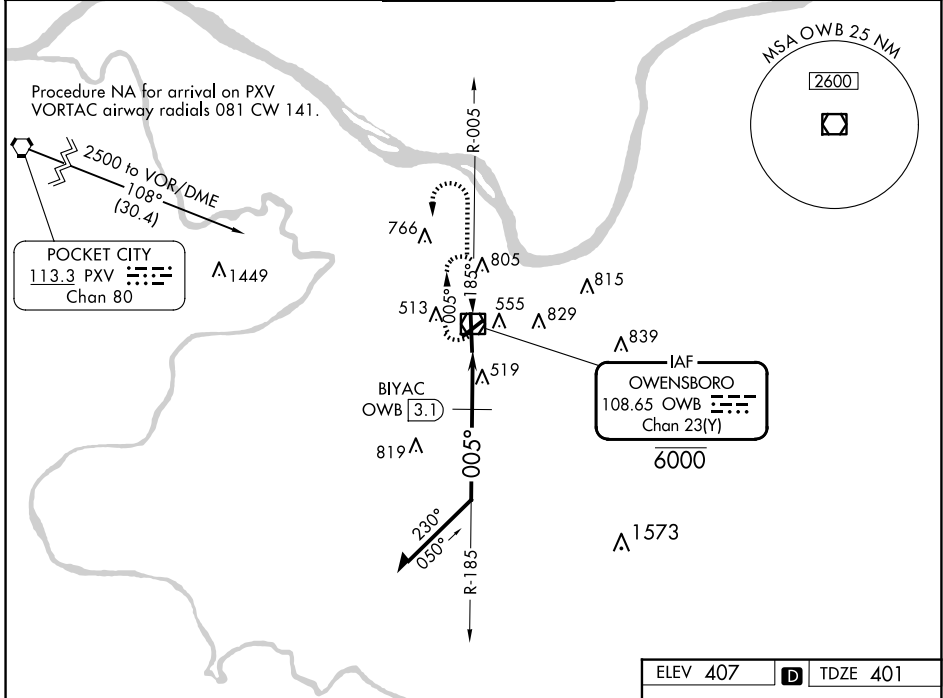 Procedure NA for arrival on PXV
VORTAC airway radials 081 CW 141.
MSA OWB 25 NM
2600
2500 to VOR/DME
108°
(30.4)
POCKET CITY
113.3 PXV
Chan 80
1449
R-005
766
805
185°
005°
815
513
555
829
839
519
BIYAC
OWB 3.1
IAF
OWENSBORO
108.65 OWB
Chan 23(Y)
6000
819
005°
230°
050°
R-185
1573
ELEV 407 D TDZE 401